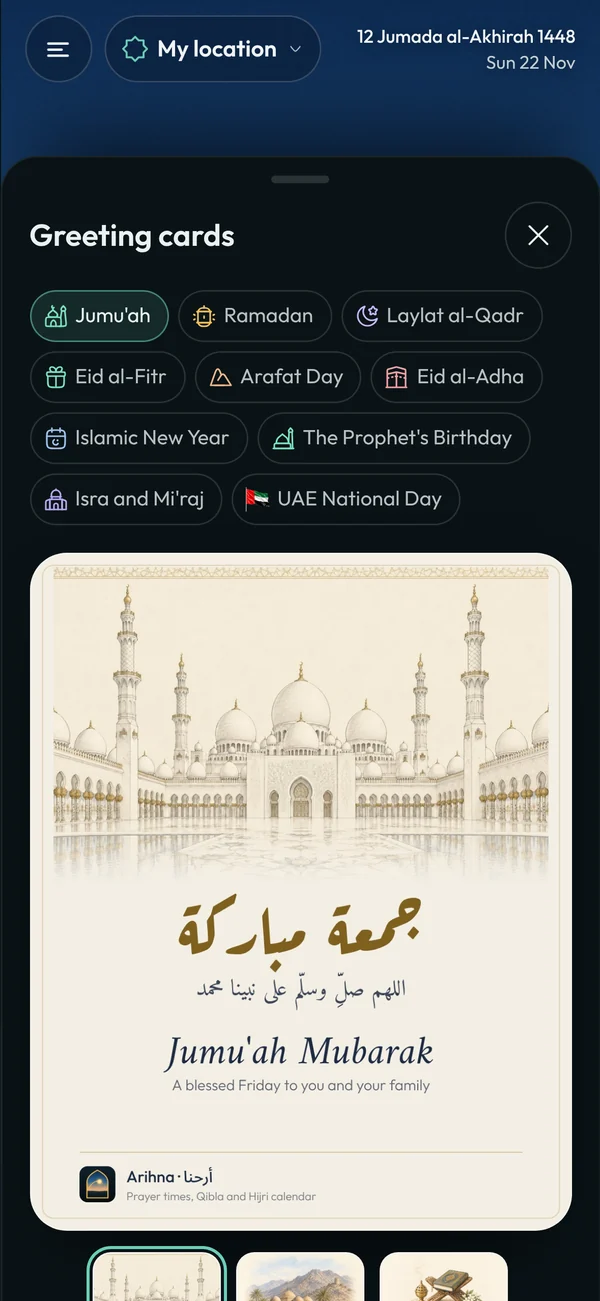 My location
12 Jumada al-Akhirah 1448
Sun 22 Nov
Greeting cards
Jumu'ah
Ramadan
Laylat al-Qadr
Eid al-Fitr
Arafat Day
Eid al-Adha
Islamic New Year
The Prophet's Birthday
Isra and Mi'raj
UAE National Day
جمعة مباركة
اللهم صلِّ وسلّم على نبينا محمد
Jumu'ah Mubarak
A blessed Friday to you and your family
Arihna · أرحنا
Prayer times, Qibla and Hijri calendar